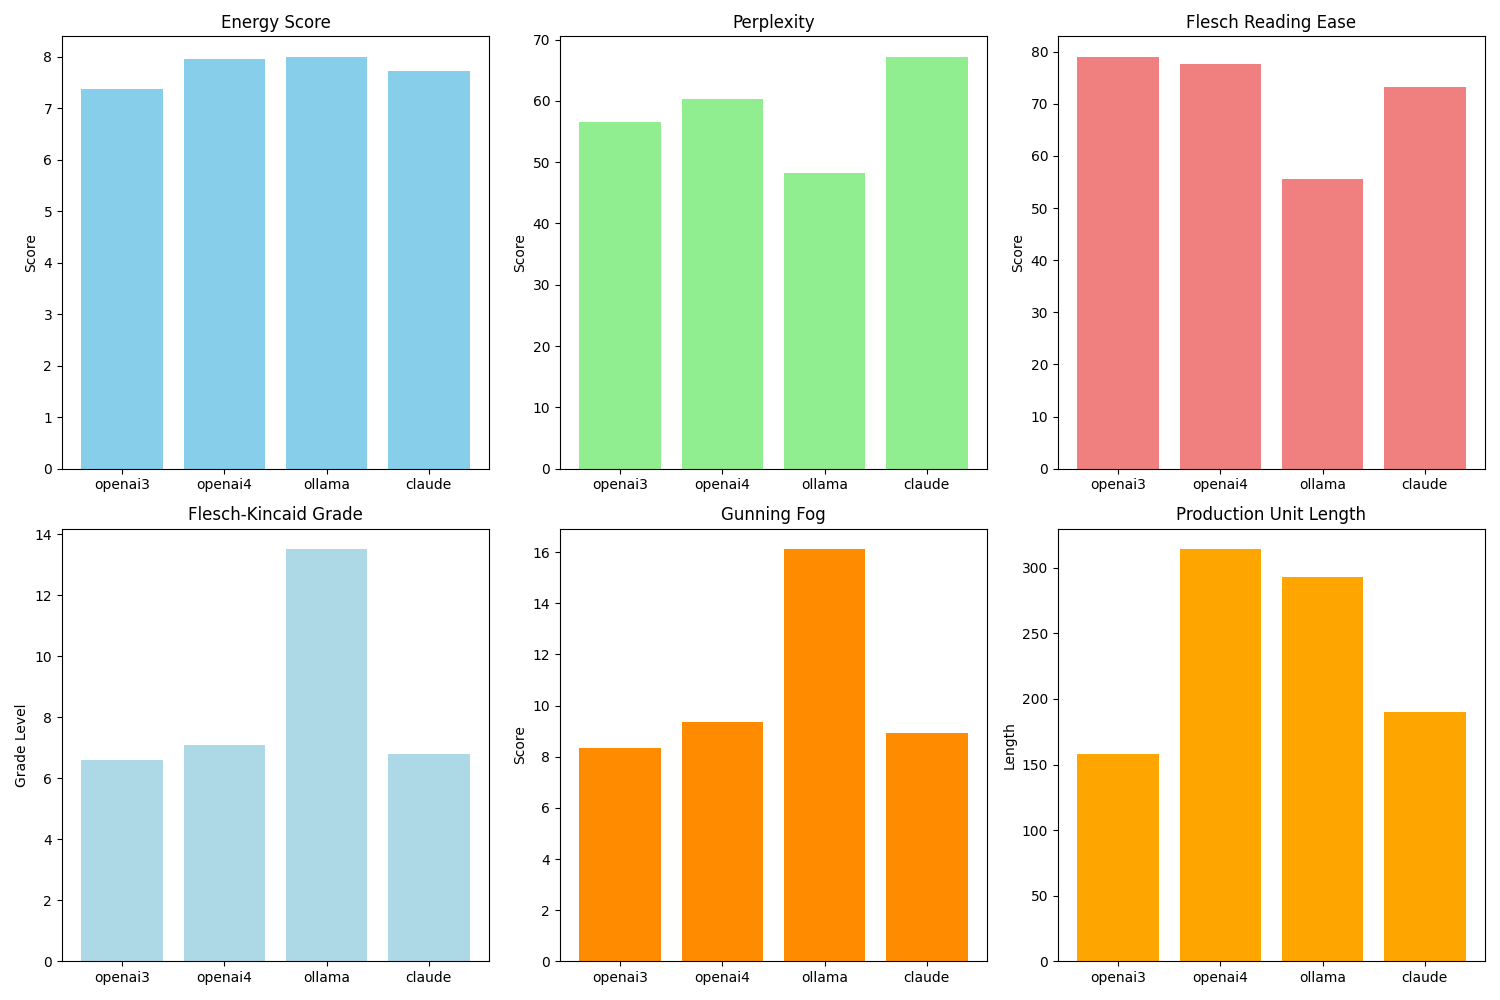 Energy Score
Score
8
7
6
5
4
3
2
1
0
openai3 openai4 ollama claude
Perplexity
Score
70
60
50
40
30
20
10
0
openai3 openai4 ollama claude
Flesch Reading Ease
Score
80
70
60
50
40
30
20
10
0
openai3 openai4 ollama claude
Flesch-Kincaid Grade
Grade Level
14
12
10
8
6
4
2
0
openai3 openai4 ollama claude
Gunning Fog
Score
16
14
12
10
8
6
4
2
0
openai3 openai4 ollama claude
Production Unit Length
Length
300
250
200
150
100
50
0
openai3 openai4 ollama claude